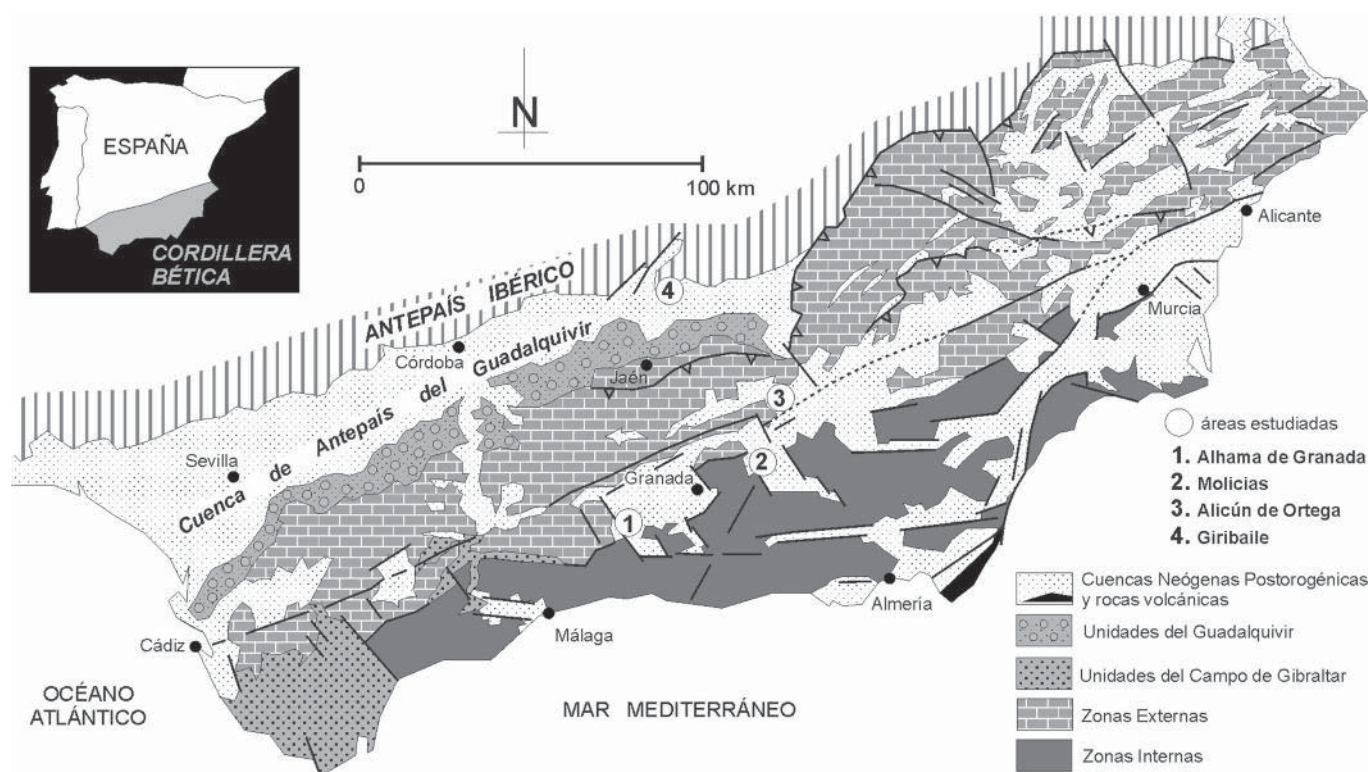 ESPAÑA
CORDILLERA
BÉTICA
N
0
100 km
ANTEPAÍS IBÉRICO
Cuenca de Antepaís del Guadalquivir
4
Córdoba
Jaén
Sevilla
3
2
Granada
1
Alicante
Murcia
Almería
Málaga
Cádiz
OCÉANO
ATLÁNTICO
MAR MEDITERRÁNEO
áreas estudiadas
1. Alhama de Granada
2. Molicias
3. Alicún de Ortega
4. Giribaile
Cuencas Neógenas Postorogénicas
y rocas volcánicas
Unidades del Guadalquivir
Unidades del Campo de Gibraltar
Zonas Externas
Zonas Internas